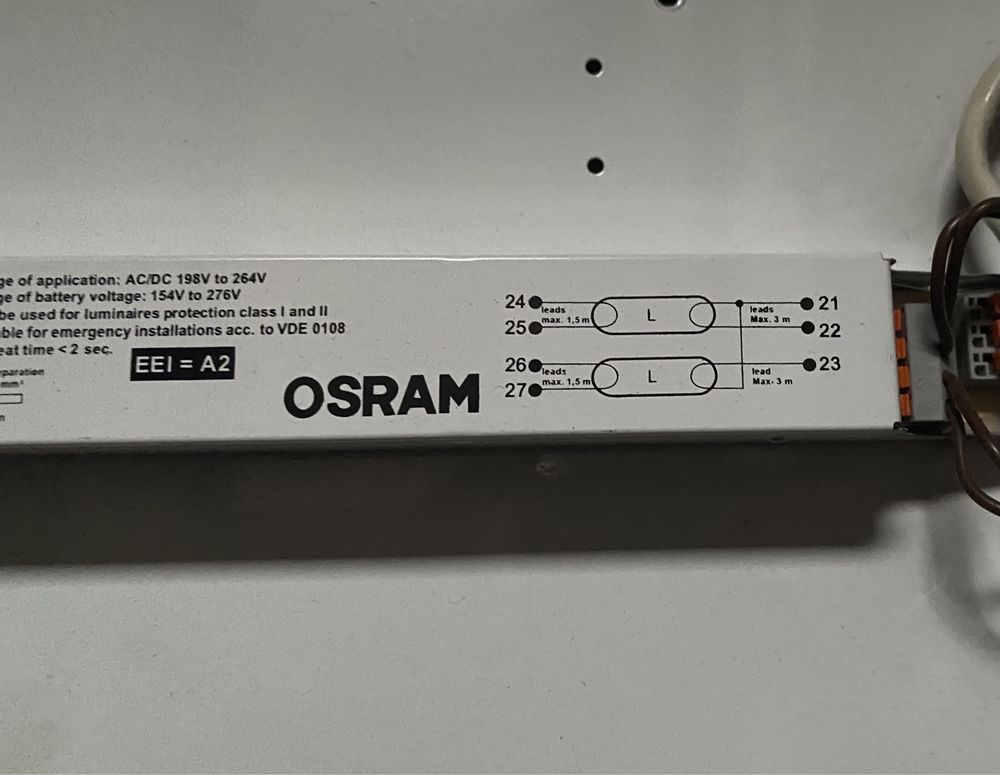 ge of application: AC/DC 198V to 264V
ge of battery voltage: 154V to 276V
be used for luminaires protection class I and II
ble for emergency installations acc. to VDE 0108
eat time < 2 sec.
EEI = A2
paration
mm²
OSRAM
24 leads max. 1,5 m L leads Max. 3 m 21
25 22
26 leads max. 1,5 m L lead Max. 3 m 23
27